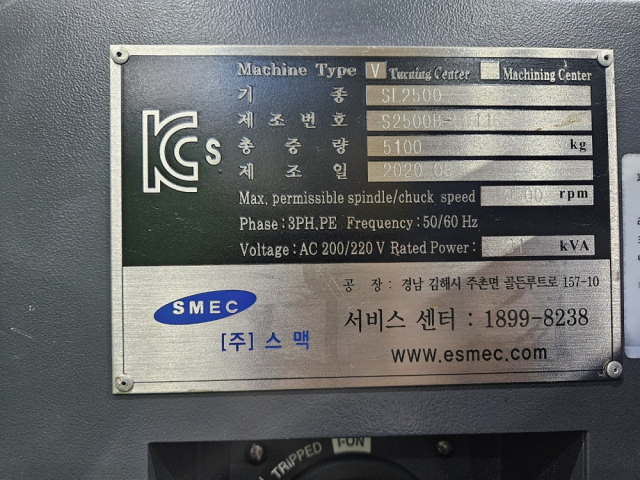 Machine Type V Turning Center Machining Center
기 종 SL2500
제조번호
총 중 량 5100 kg
제 조 일 2020.08
KCs
Max. permissible spindle/chuck speed rpm
Phase : 3PH.PE Frequency : 50/60 Hz
Voltage : AC 200/220 V Rated Power : kVA
공 장 : 경남 김해시 주촌면 골든루트로 157-10
SMEC
서비스 센터 : 1899-8238
[주] 스 맥
www.esmec.com
TRIPPED I-ON